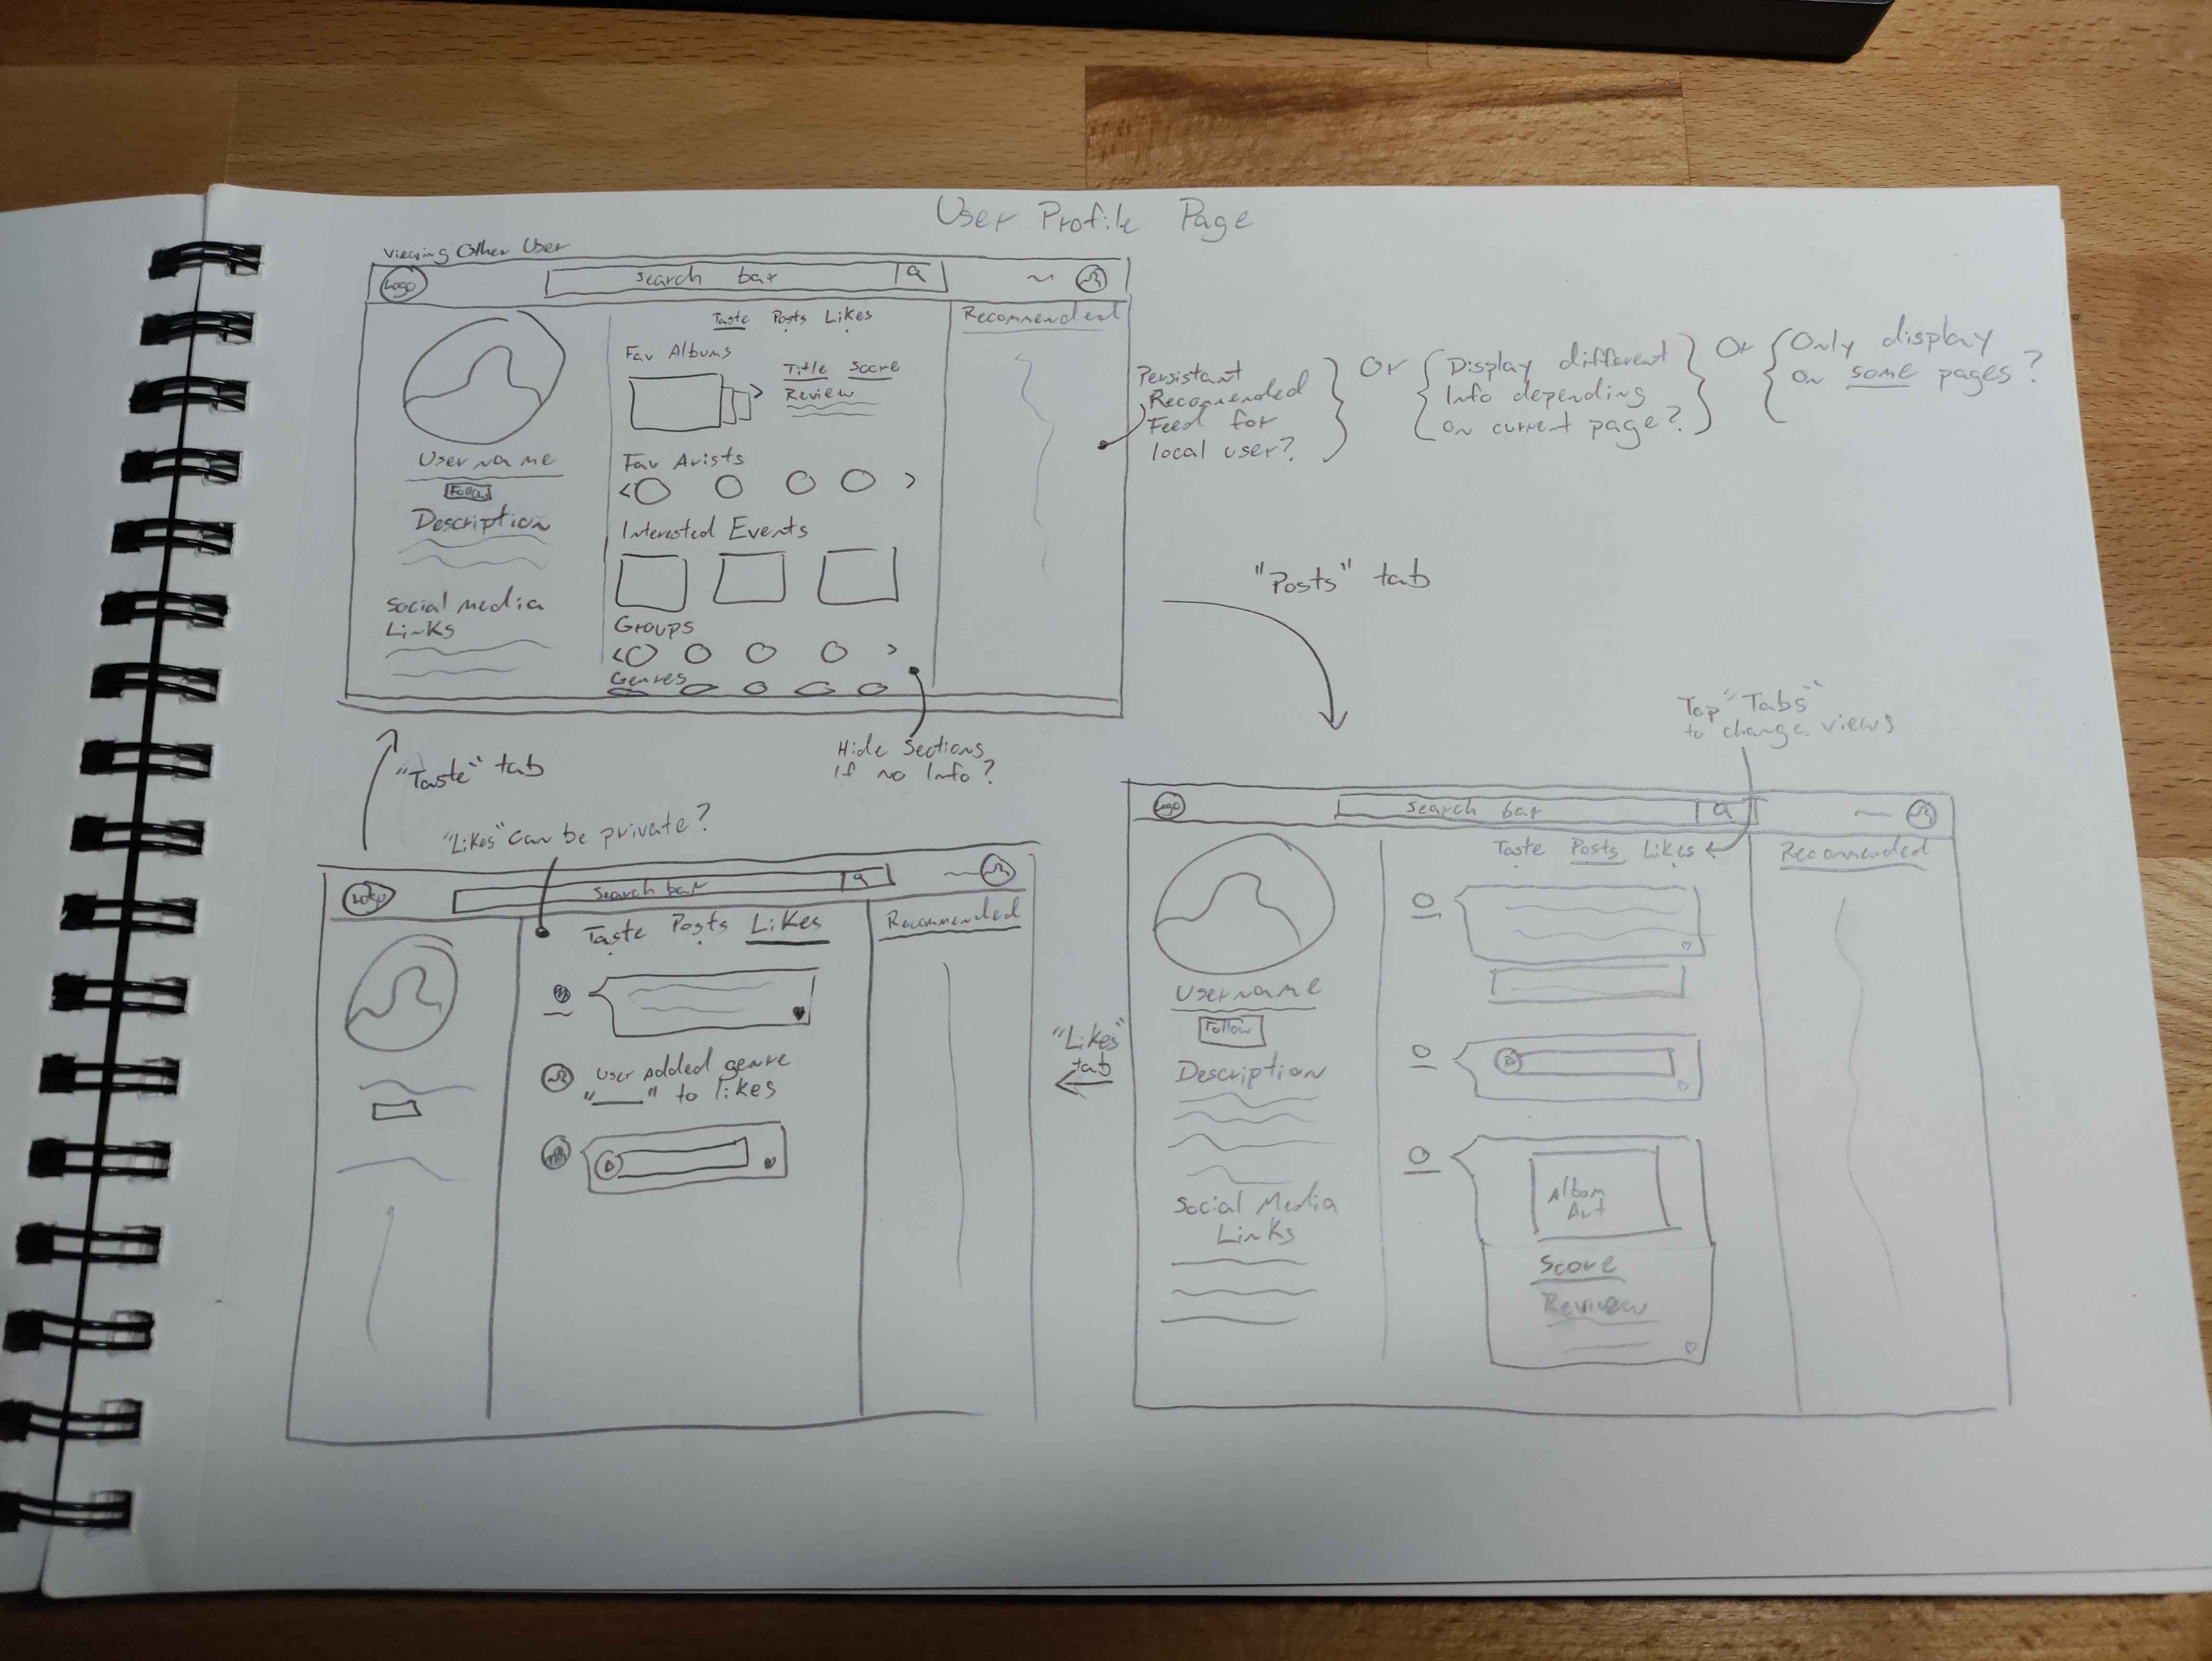 User Profile Page
Viewing Other User
Logo
search bar
Taste Posts Likes
Recommended
Fav Albums
Title Score
Review
Username
Follow
Description
Social Media
Links
Fav Arists
Interested Events
Groups
Genres
Persistant
Recommended
Feed for
local user?
Or
Display different
Info depending
on current page?
Or
Only display
on some pages?
"Posts" tab
Hide Sections
if no Info?
"Taste" tab
Top "Tabs"
to change views
Logo
search bar
Taste Posts Likes
Recommended
Username
Follow
Description
Social Media
Links
Album
Art
Score
Review
"Likes"
tab
"Likes" can be private?
Logo
search bar
Taste Posts Likes
Recommended
User Added genre
"___" to likes